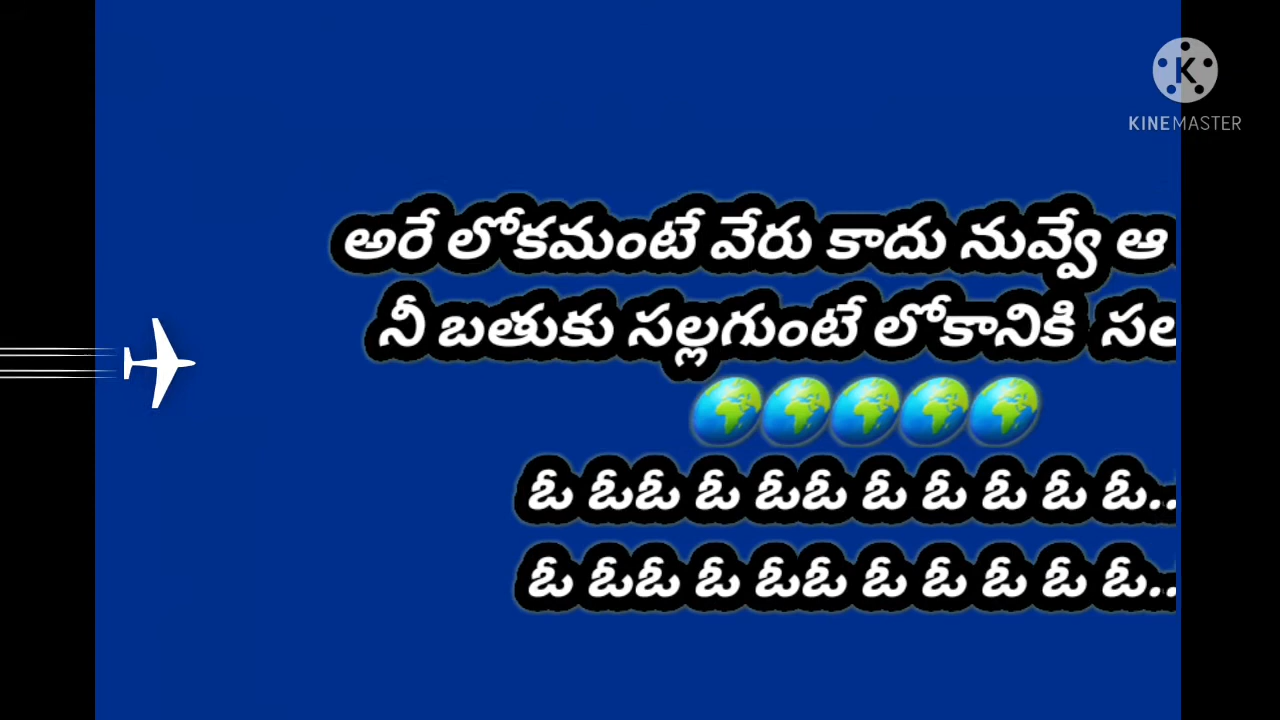 KINEMASTER
అరే లోకమంటే వేరు కాదు నువ్వే ఆ
నీ బతుకు సల్లగుంటే లోకానికి
🌍🌍🌍🌍🌍
ఓ ఓఓ ఓ ఓఓ ఓ ఓ ఓ ఓ ఓ..
ఓ ఓఓ ఓ ఓఓ ఓ ఓ ఓ ఓ ఓ..